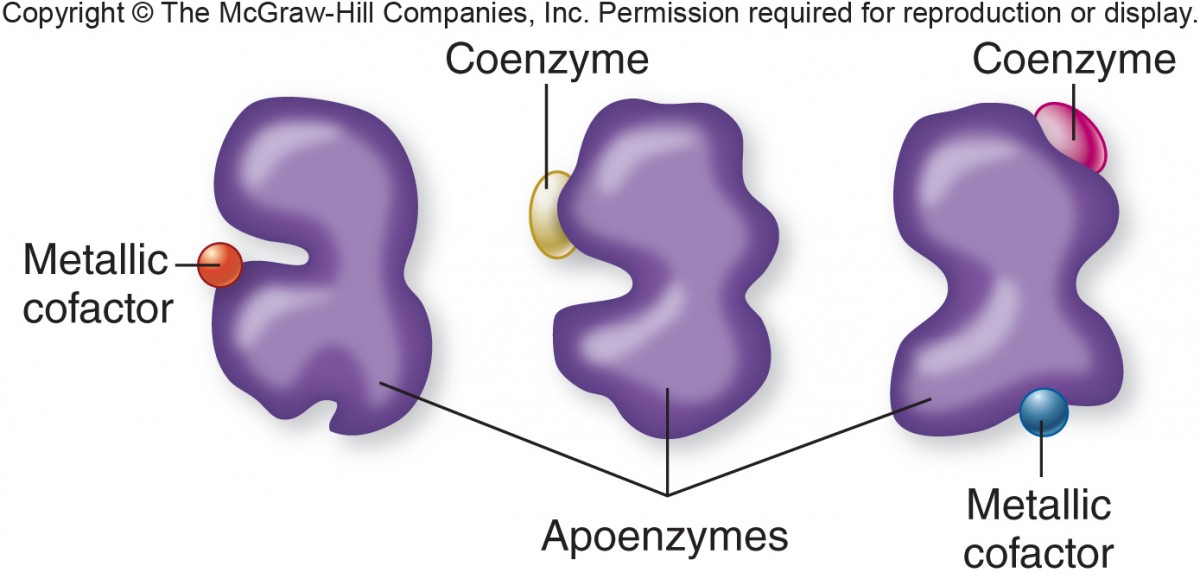 Copyright © The McGraw-Hill Companies, Inc. Permission required for reproduction or display.
Coenzyme
Coenzyme
Metallic
cofactor
Apoenzymes
Metallic
cofactor